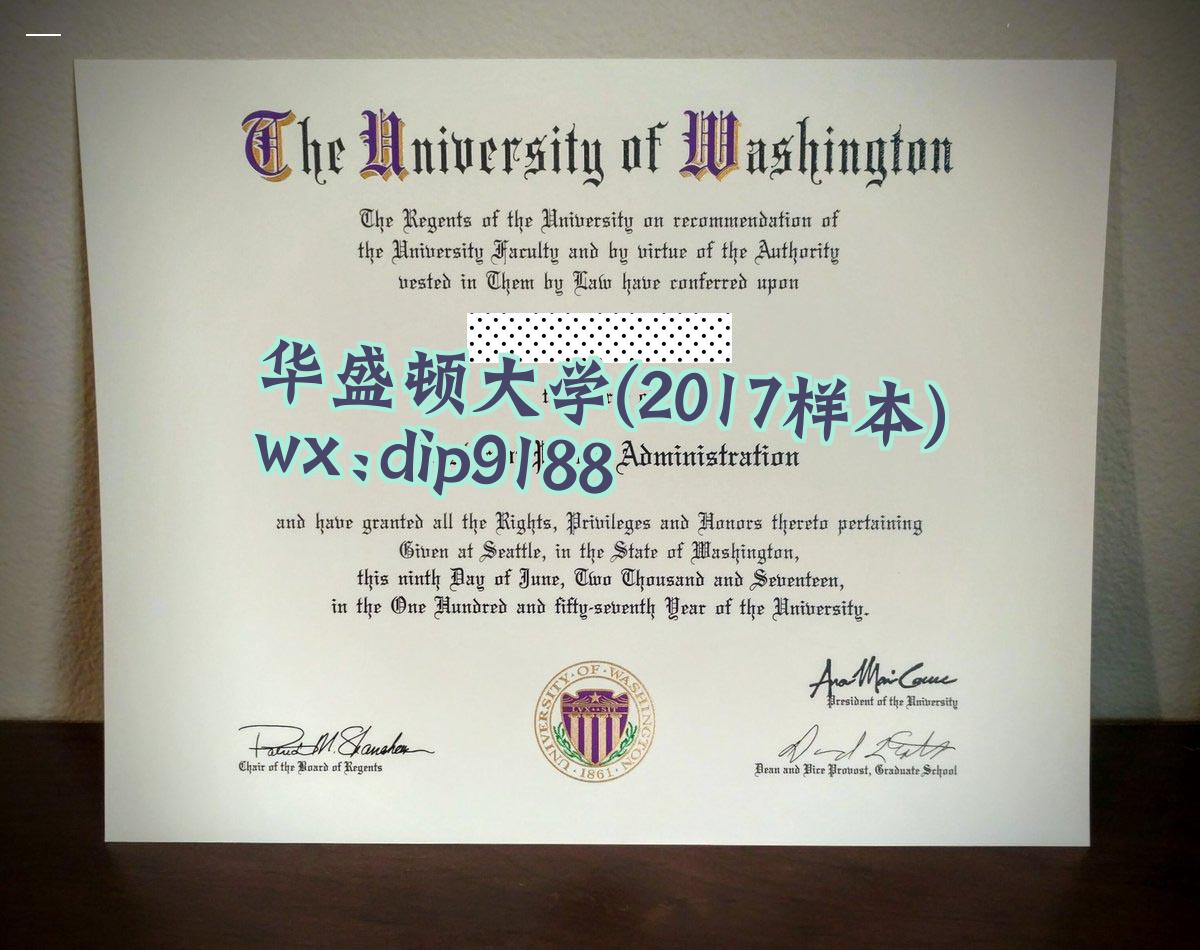 The University of Washington
The Regents of the University on recommendation of
the University Faculty and by virtue of the Authority
vested in Them by Law have conferred upon
华盛顿大学(2017样本)
wx:dip9188
Administration
and have granted all the Rights, Privileges and Honors thereto pertaining
Given at Seattle, in the State of Washington,
this ninth Day of June, Two Thousand and Seventeen,
in the One Hundred and fifty-seventh Year of the University.
President of the University
Chair of the Board of Regents
UNIVERSITY·OF·WASHINGTON
LVX SIT
·1861·
Dean and Vice Provost, Graduate School